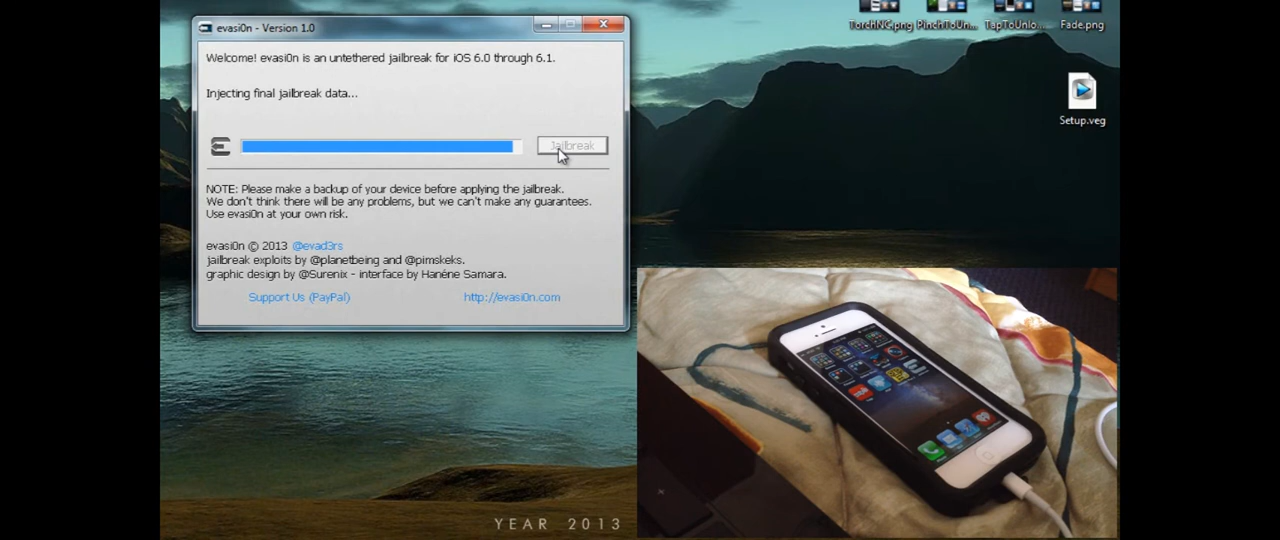 evasi0n - Version 1.0
Welcome! evasi0n is an untethered jailbreak for iOS 6.0 through 6.1.
Injecting final jailbreak data...
Jailbreak
NOTE: Please make a backup of your device before applying the jailbreak.
We don't think there will be any problems, but we can't make any guarantees.
Use evasi0n at your own risk.
evasi0n © 2013 @evad3rs
jailbreak exploits by @planetbeing and @pimskeks.
graphic design by @Surenix - interface by Hanéne Samara.
Support Us (PayPal) http://evasi0n.com
TorchNC.png PinchToUn... TapToUnlo... Fade.png
Setup.veg
YEAR 2013